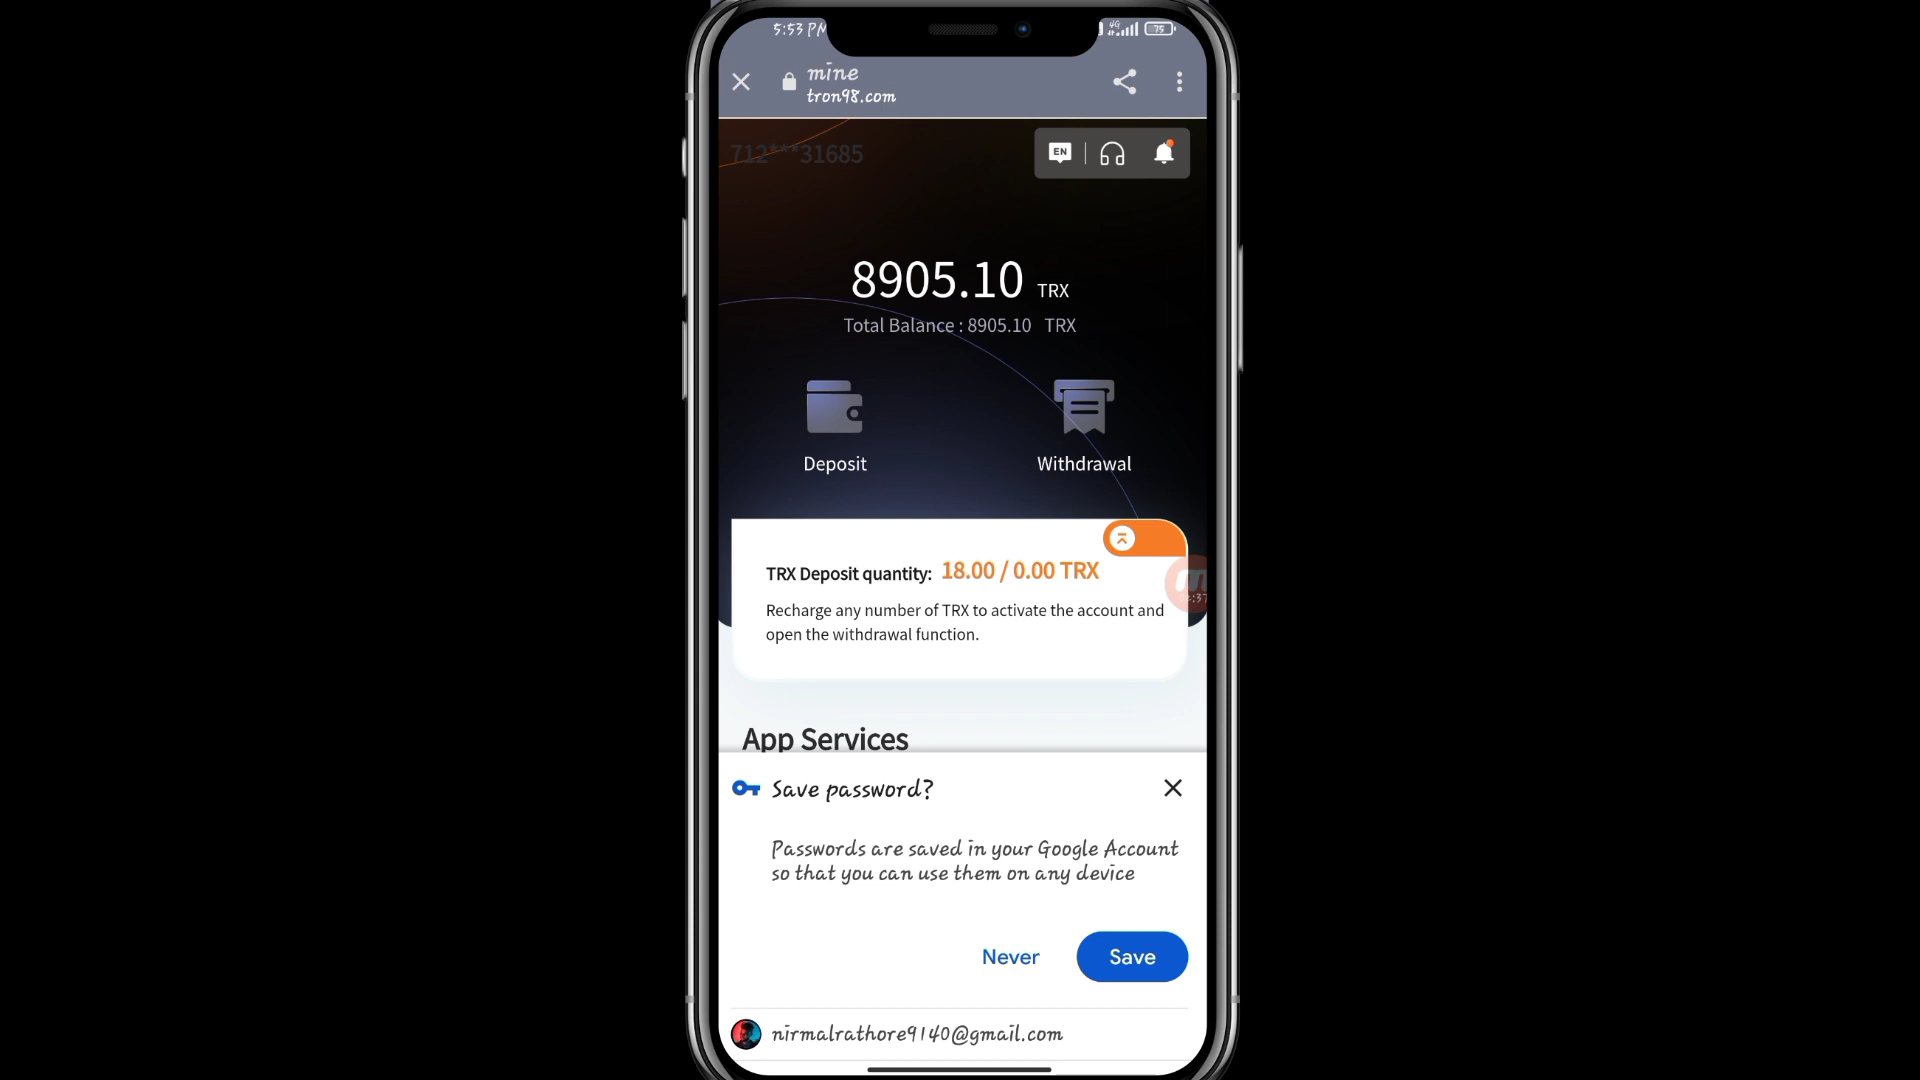 5:53 PM
4G
75
mine
tron98.com
712***31685
EN
8905.10 TRX
Total Balance : 8905.10 TRX
Deposit
Withdrawal
TRX Deposit quantity: 18.00 / 0.00 TRX
Recharge any number of TRX to activate the account and
open the withdrawal function.
App Services
Save password?
Passwords are saved in your Google Account
so that you can use them on any device
Never
Save
nirmalrathore9140@gmail.com